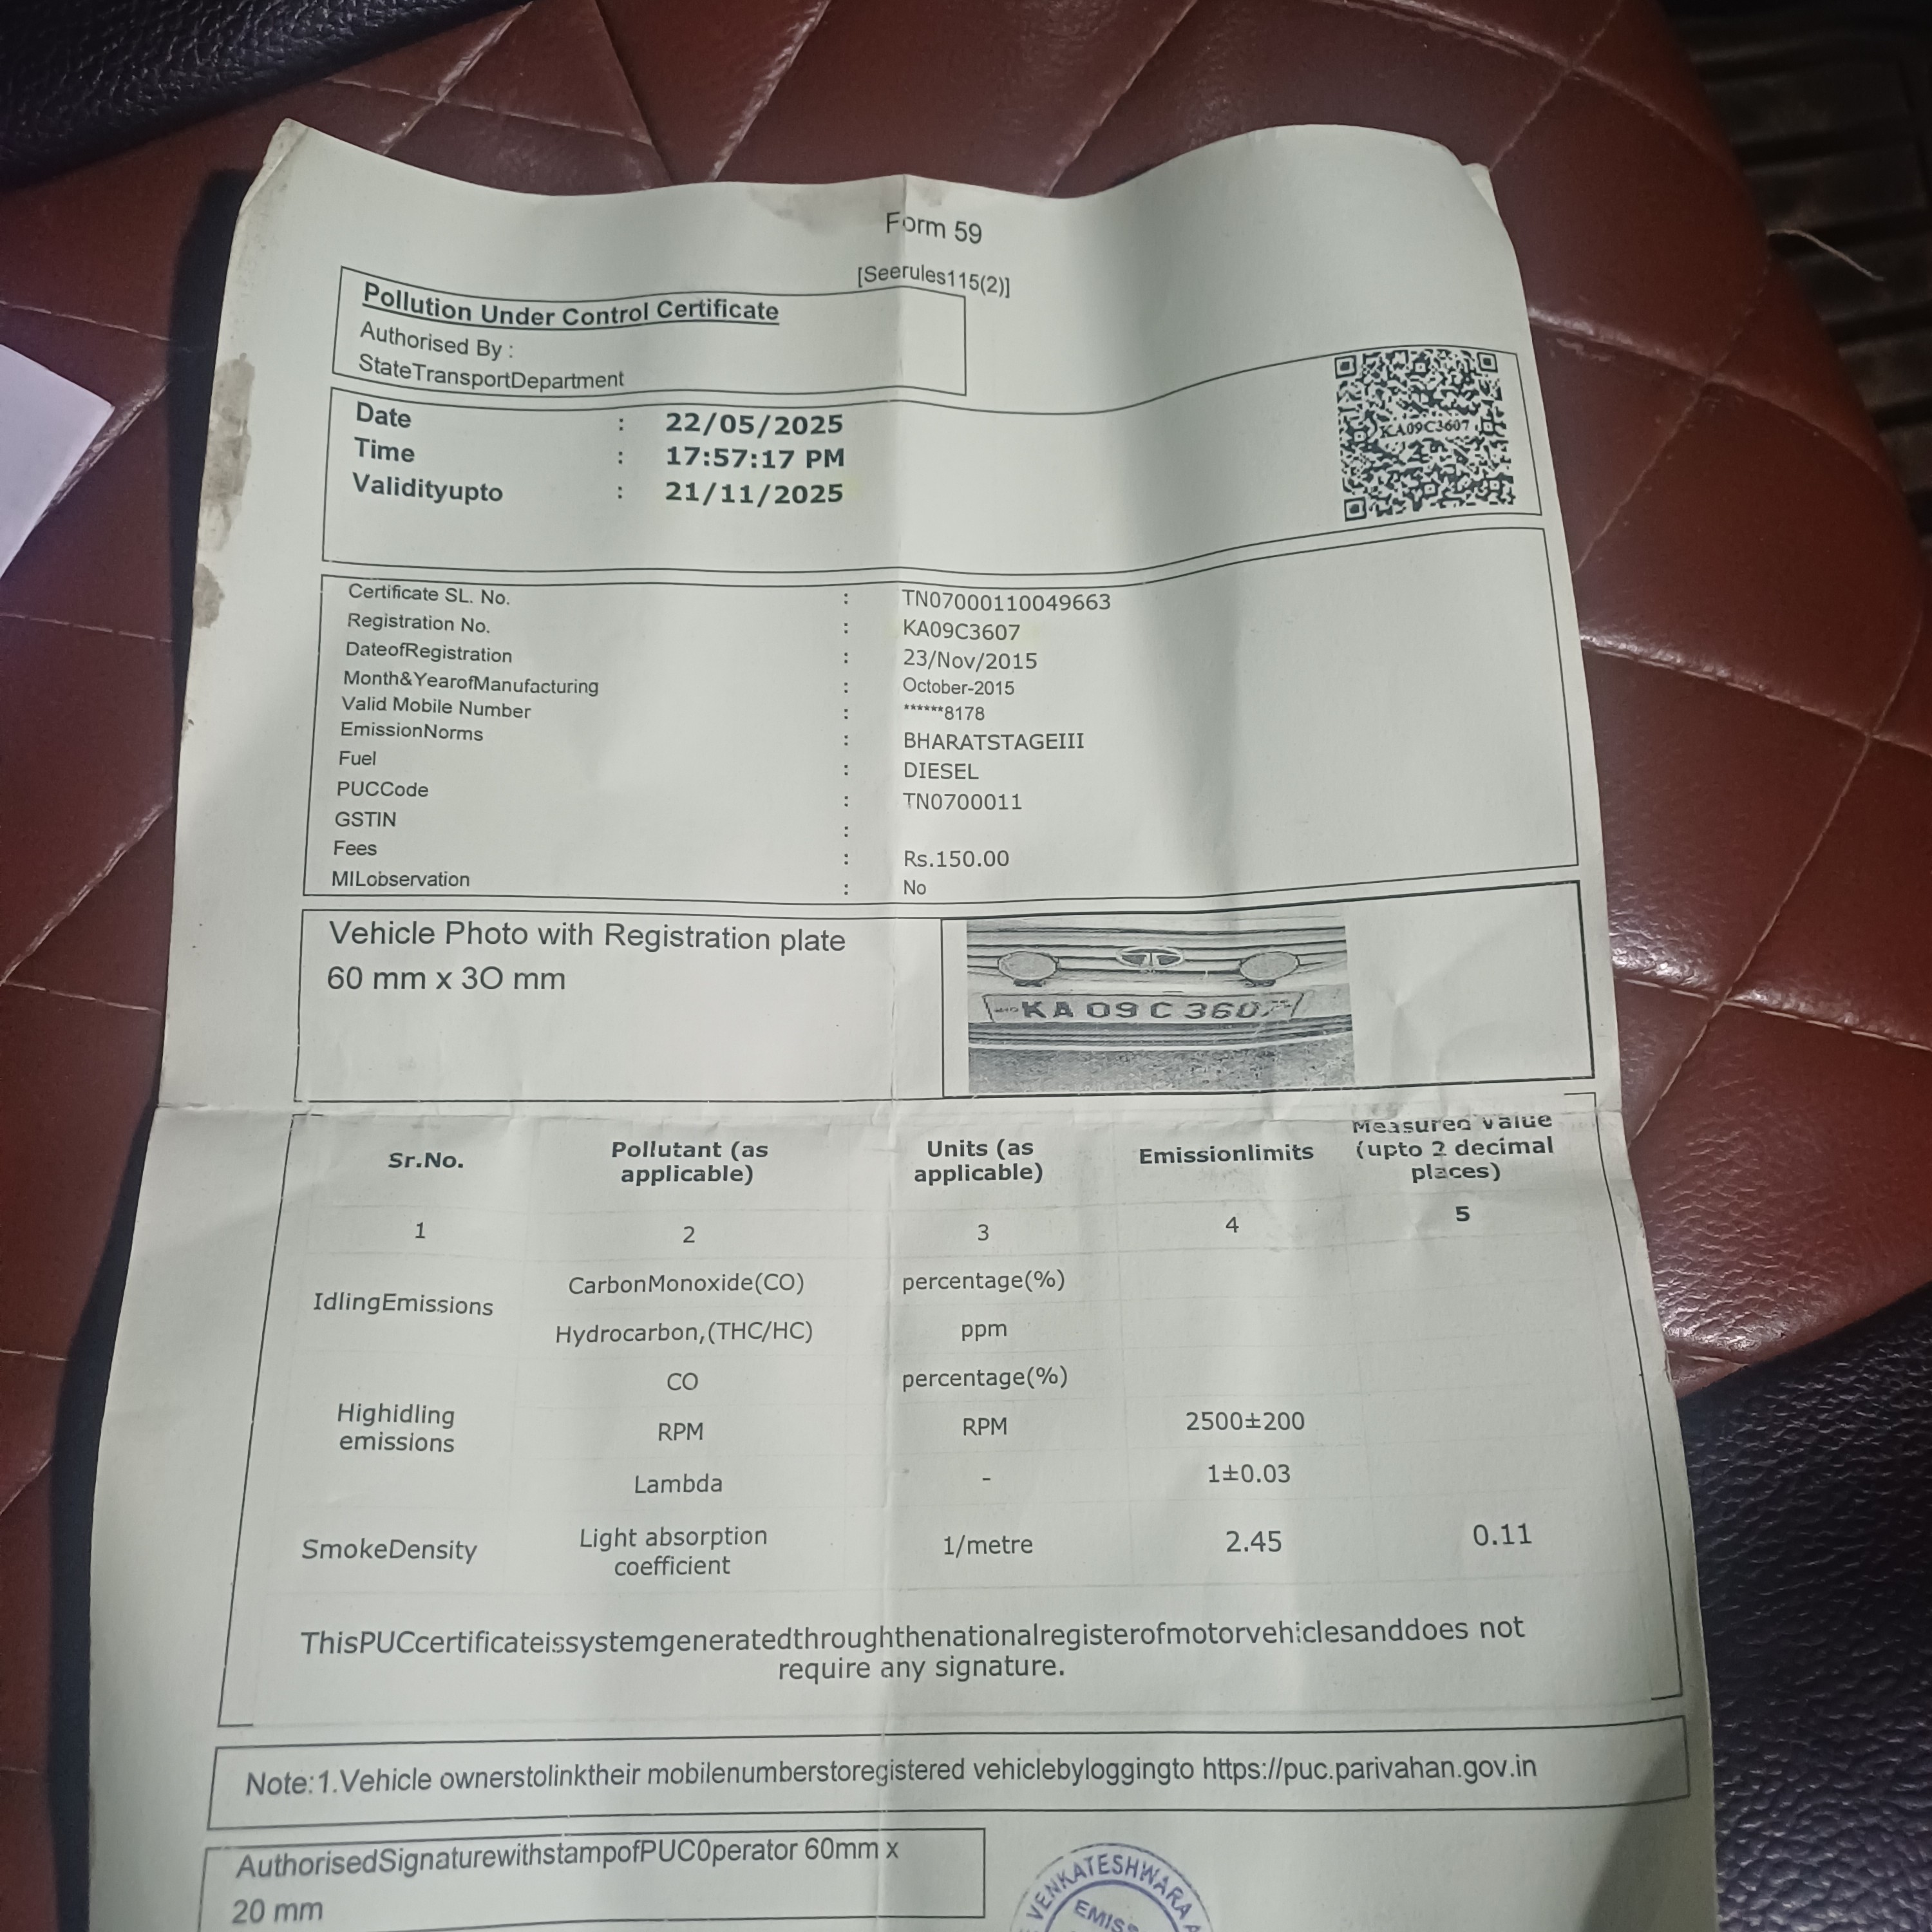 Form 59
[Seerules115(2)]
Pollution Under Control Certificate
Authorised By :
StateTransportDepartment
Date : 22/05/2025
Time : 17:57:17 PM
Validityupto : 21/11/2025
KA09C3607
Certificate SL. No. : TN07000110049663
Registration No. : KA09C3607
DateofRegistration : 23/Nov/2015
Month&YearofManufacturing : October-2015
Valid Mobile Number : ******8178
EmissionNorms : BHARATSTAGEIII
Fuel : DIESEL
PUCCode : TN0700011
GSTIN :
Fees : Rs.150.00
MILobservation : No
Vehicle Photo with Registration plate
60 mm x 3O mm
KA 09 C 3607
Sr.No. Pollutant (as applicable) Units (as applicable) Emissionlimits Measured value (upto 2 decimal places)
1 2 3 4 5
IdlingEmissions CarbonMonoxide(CO) percentage(%)
Hydrocarbon,(THC/HC) ppm
Highidling emissions CO percentage(%)
RPM RPM 2500±200
Lambda - 1±0.03
SmokeDensity Light absorption coefficient 1/metre 2.45 0.11
ThisPUCcertificateissystemgeneratedthroughthenationalregisterofmotorvehiclesanddoes not
require any signature.
Note:1.Vehicle ownerstolinktheir mobilenumberstoregistered vehiclebyloggingto https://puc.parivahan.gov.in
AuthorisedSignaturewithstampofPUC0perator 60mm x
20 mm
VENKATESHWARA